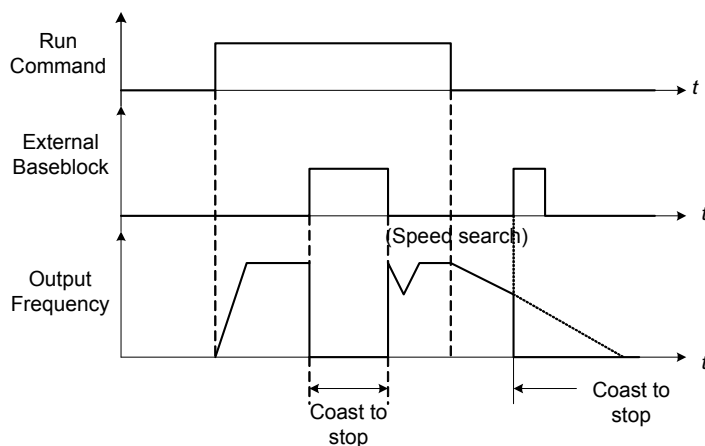 Run
Command
t
External
Baseblock
t
(Speed search)
Output
Frequency
t
Coast to
stop
Coast to
stop